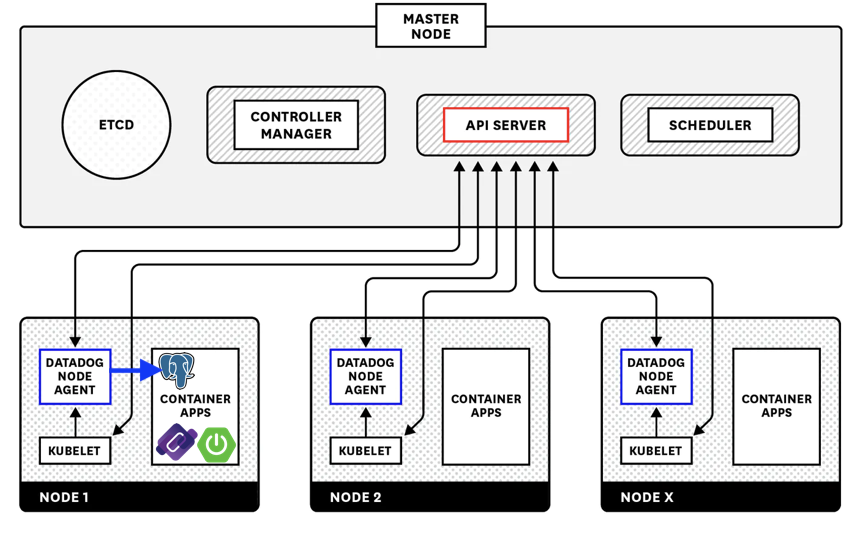 MASTER
NODE
ETCD
CONTROLLER
MANAGER
API SERVER
SCHEDULER
DATADOG
NODE
AGENT
CONTAINER
APPS
KUBELET
NODE 1
DATADOG
NODE
AGENT
CONTAINER
APPS
KUBELET
NODE 2
DATADOG
NODE
AGENT
CONTAINER
APPS
KUBELET
NODE X